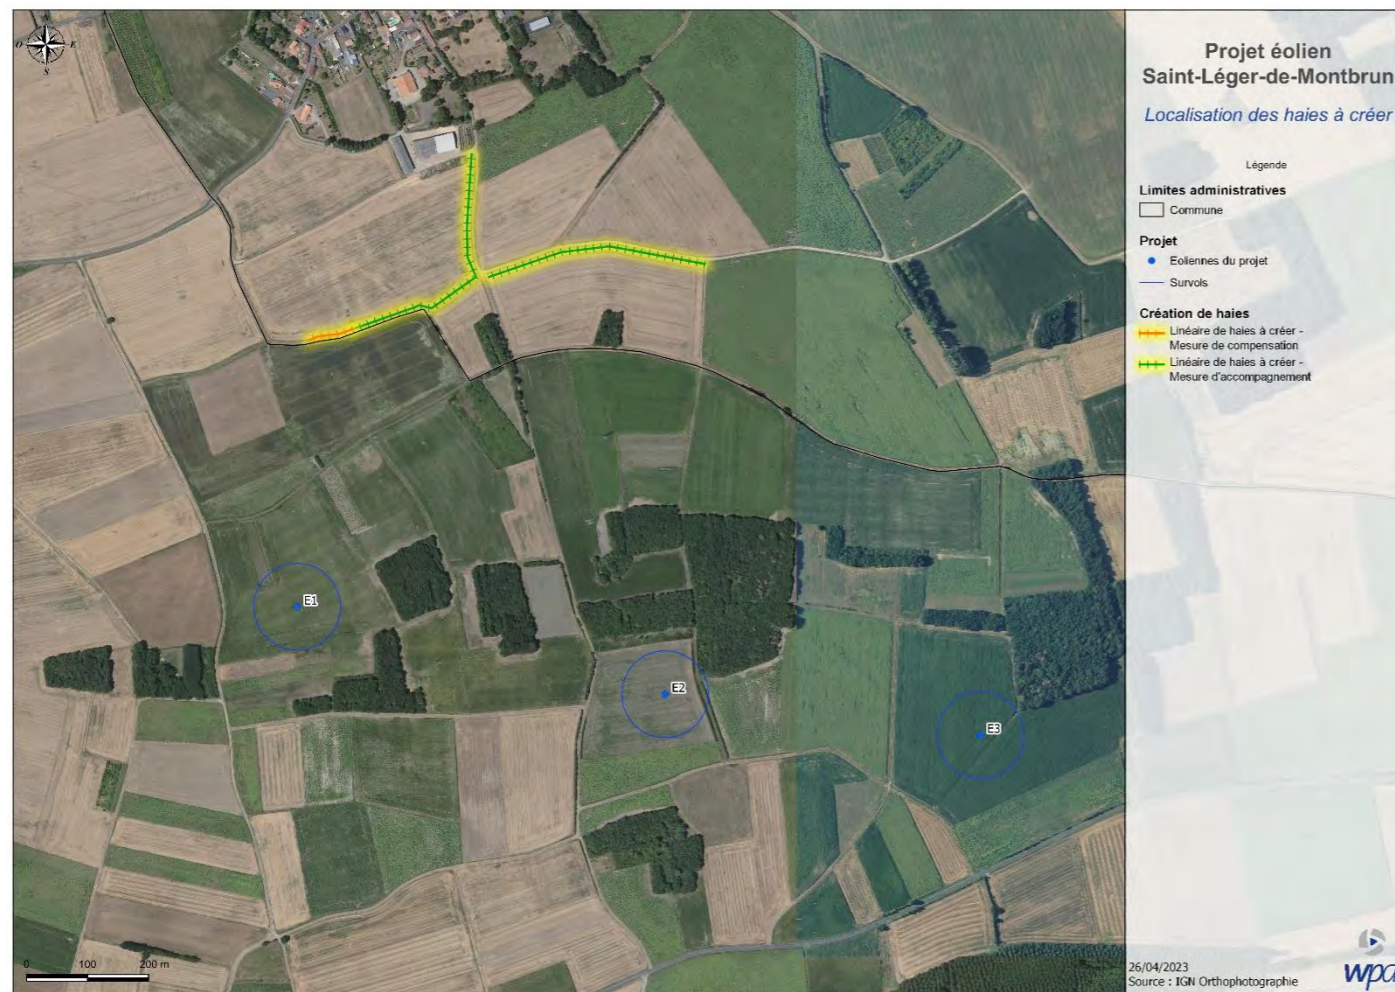 Projet éolien
Saint-Léger-de-Montbrun
Localisation des haies à créer
Légende
Limites administratives
Commune
Projet
Eoliennes du projet
Survols
Création de haies
Linéaire de haies à créer -
Mesure de compensation
Linéaire de haies à créer -
Mesure d'accompagnement
O
E
S
E1
E2
E3
0 100 200 m
26/04/2023
Source : IGN Orthophotographie
wpd